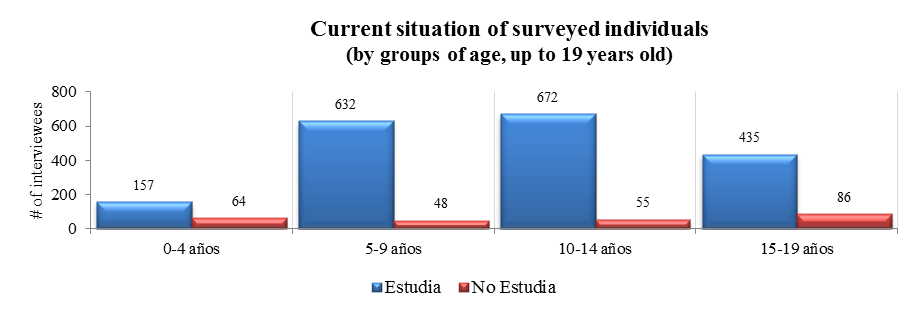 Current situation of surveyed individuals
(by groups of age, up to 19 years old)
# of interviewees
800
600
400
200
0
157
64
632
48
672
55
435
86
0-4 años
5-9 años
10-14 años
15-19 años
Estudia
No Estudia